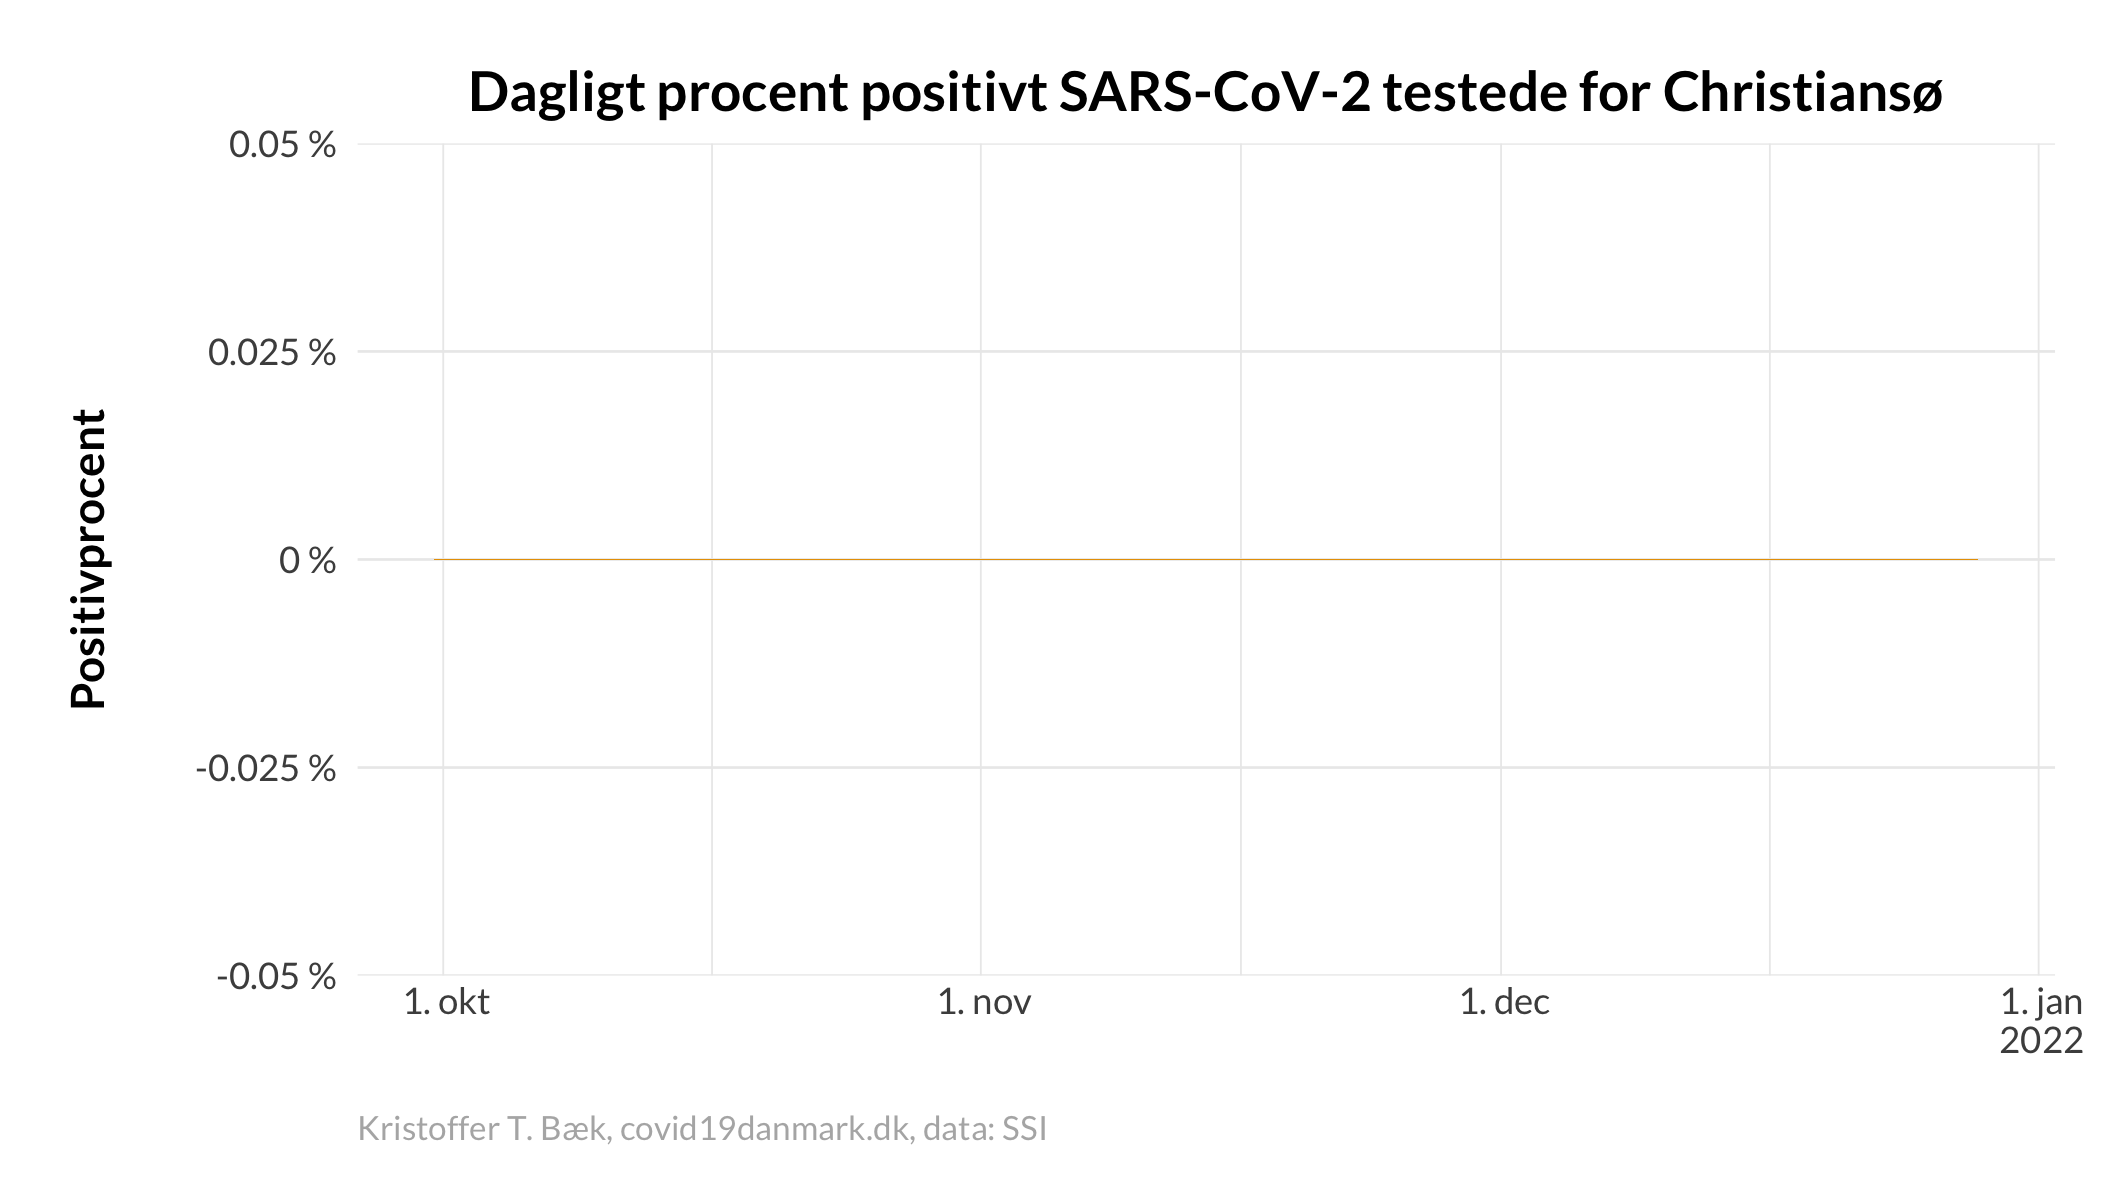 Dagligt procent positivt SARS-CoV-2 testede for Christiansø
Positivprocent
0.05 %
0.025 %
0 %
-0.025 %
-0.05 %
1. okt
1. nov
1. dec
1. jan
2022
Kristoffer T. Bæk, covid19danmark.dk, data: SSI